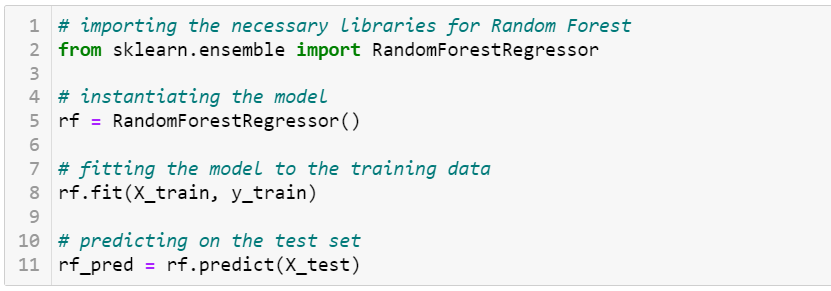 1 # importing the necessary libraries for Random Forest
2 from sklearn.ensemble import RandomForestRegressor
3
4 # instantiating the model
5 rf = RandomForestRegressor()
6
7 # fitting the model to the training data
8 rf.fit(X_train, y_train)
9
10 # predicting on the test set
11 rf_pred = rf.predict(X_test)